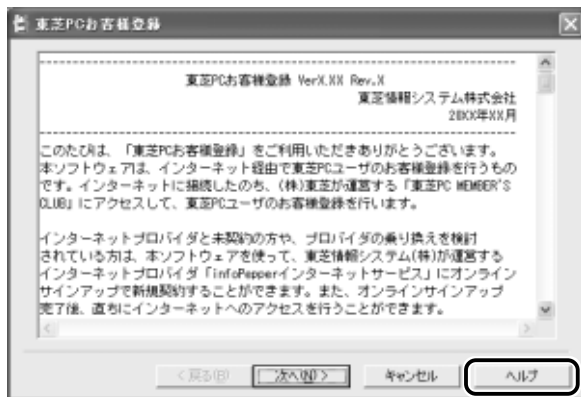 東芝PCお客様登録
東芝PCお客様登録 VerX.XX Rev.X
東芝情報システム株式会社
20XX年XX月
このたびは、「東芝PCお客様登録」をご利用いただきありがとうございます。
本ソフトウェアは、インターネット経由で東芝PCユーザのお客様登録を行うもの
です。インターネットに接続したのち、(株)東芝が運営する「東芝PC MEMBER'S
CLUB」にアクセスして、東芝PCユーザのお客様登録を行います。
インターネットプロバイダと未契約の方や、プロバイダの乗り換えを検討
されている方は、本ソフトウェアを使って、東芝情報システム(株)が運営する
インターネットプロバイダ「infoPepperインターネットサービス」にオンライン
サインアップで新規契約することができます。また、オンラインサインアップ
完了後、直ちにインターネットへのアクセスを行うことができます。
<戻る(B) 次へ(N)> キャンセル ヘルプ